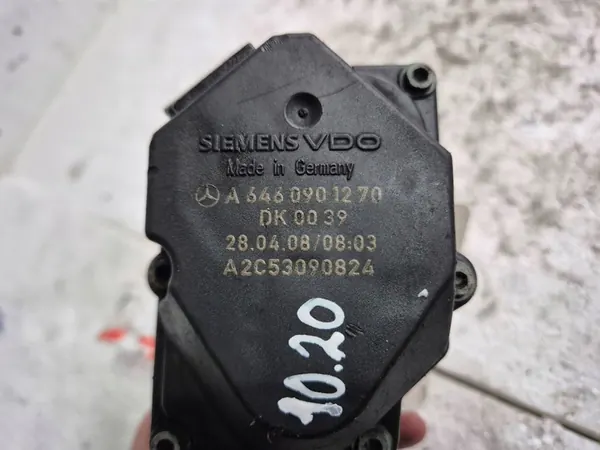 SIEMENS VDO
Made in Germany
A 646 090 12 70
DK 00 39
28.04.08/08:03
A2C53090824
10.20